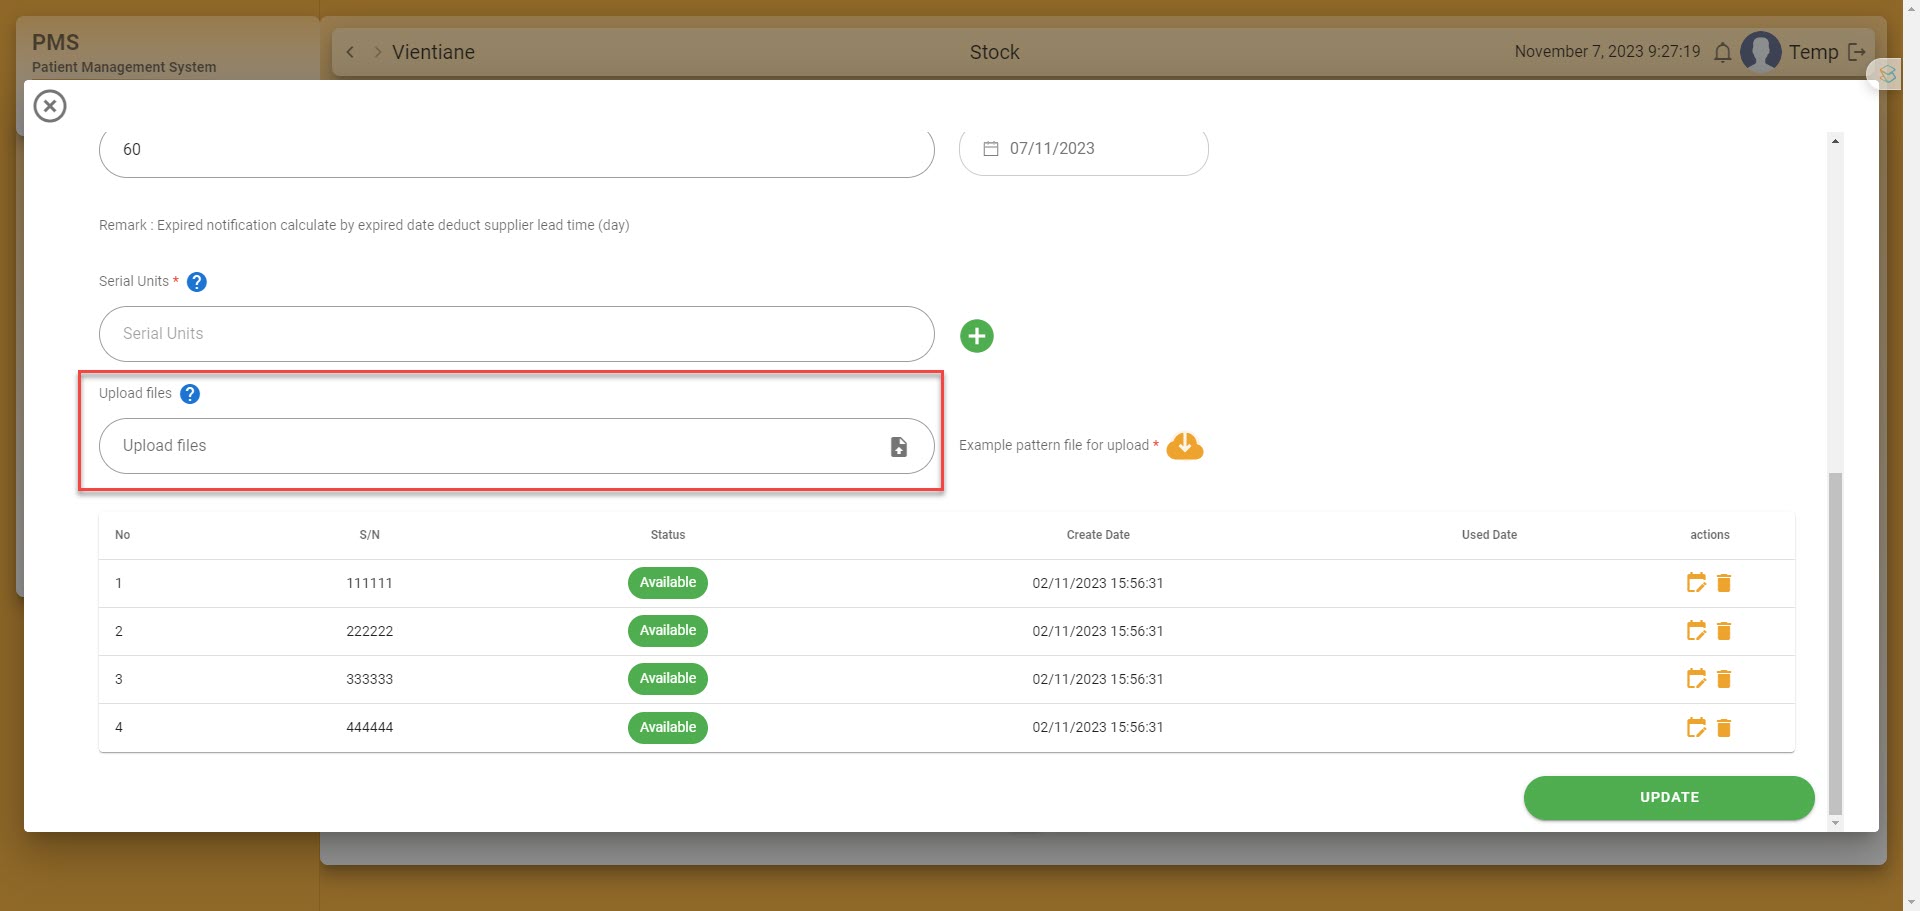 PMS
Patient Management System
Vientiane
Stock
November 7, 2023 9:27:19
Temp
60
07/11/2023
Remark : Expired notification calculate by expired date deduct supplier lead time (day)
Serial Units * ?
Serial Units
Upload files ?
Upload files
Example pattern file for upload *
No S/N Status Create Date Used Date actions
1 111111 Available 02/11/2023 15:56:31
2 222222 Available 02/11/2023 15:56:31
3 333333 Available 02/11/2023 15:56:31
4 444444 Available 02/11/2023 15:56:31
UPDATE